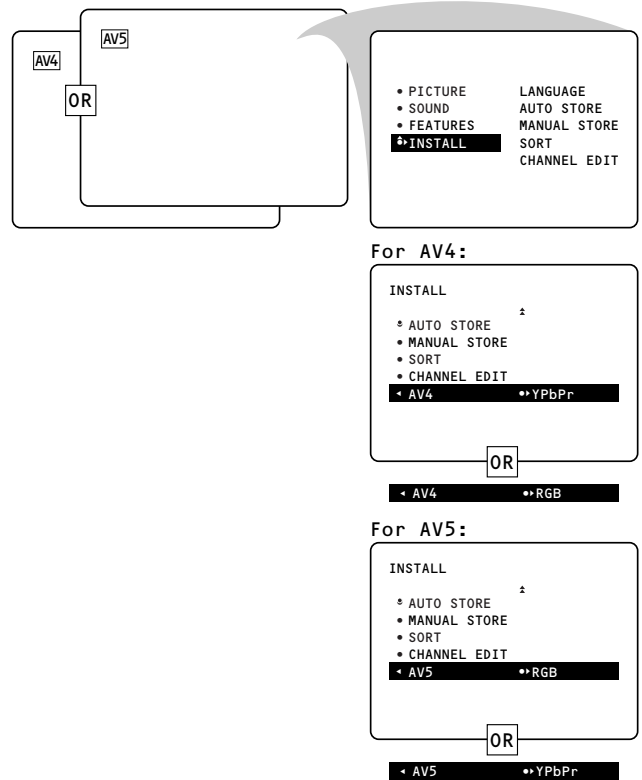 AV4
OR
AV5
• PICTURE LANGUAGE
• SOUND AUTO STORE
• FEATURES MANUAL STORE
INSTALL SORT
CHANNEL EDIT
For AV4:
INSTALL
• AUTO STORE
• MANUAL STORE
• SORT
• CHANNEL EDIT
◂ AV4 •▸YPbPr
OR
◂ AV4 •▸RGB
For AV5:
INSTALL
• AUTO STORE
• MANUAL STORE
• SORT
• CHANNEL EDIT
◂ AV5 •▸RGB
OR
◂ AV5 •▸YPbPr